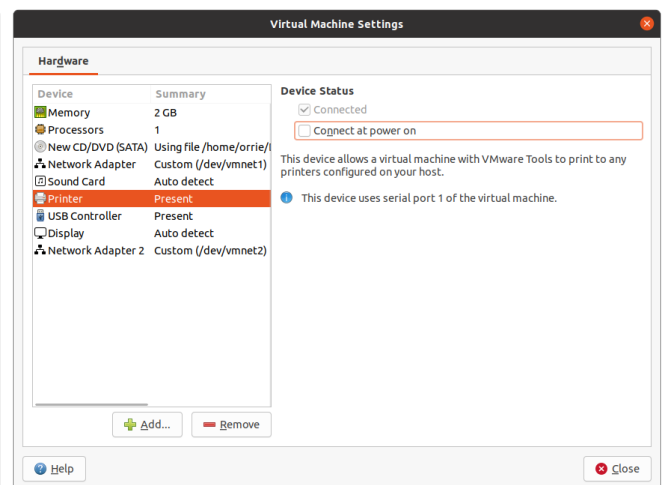 Virtual Machine Settings
Hardware
Device Summary
Memory 2 GB
Processors 1
New CD/DVD (SATA) Using file /home/orrie/
Network Adapter Custom (/dev/vmnet1)
Sound Card Auto detect
Printer Present
USB Controller Present
Display Auto detect
Network Adapter 2 Custom (/dev/vmnet2)
Add... Remove
Device Status
Connected
Connect at power on
This device allows a virtual machine with VMware Tools to print to any
printers configured on your host.
This device uses serial port 1 of the virtual machine.
Help Close